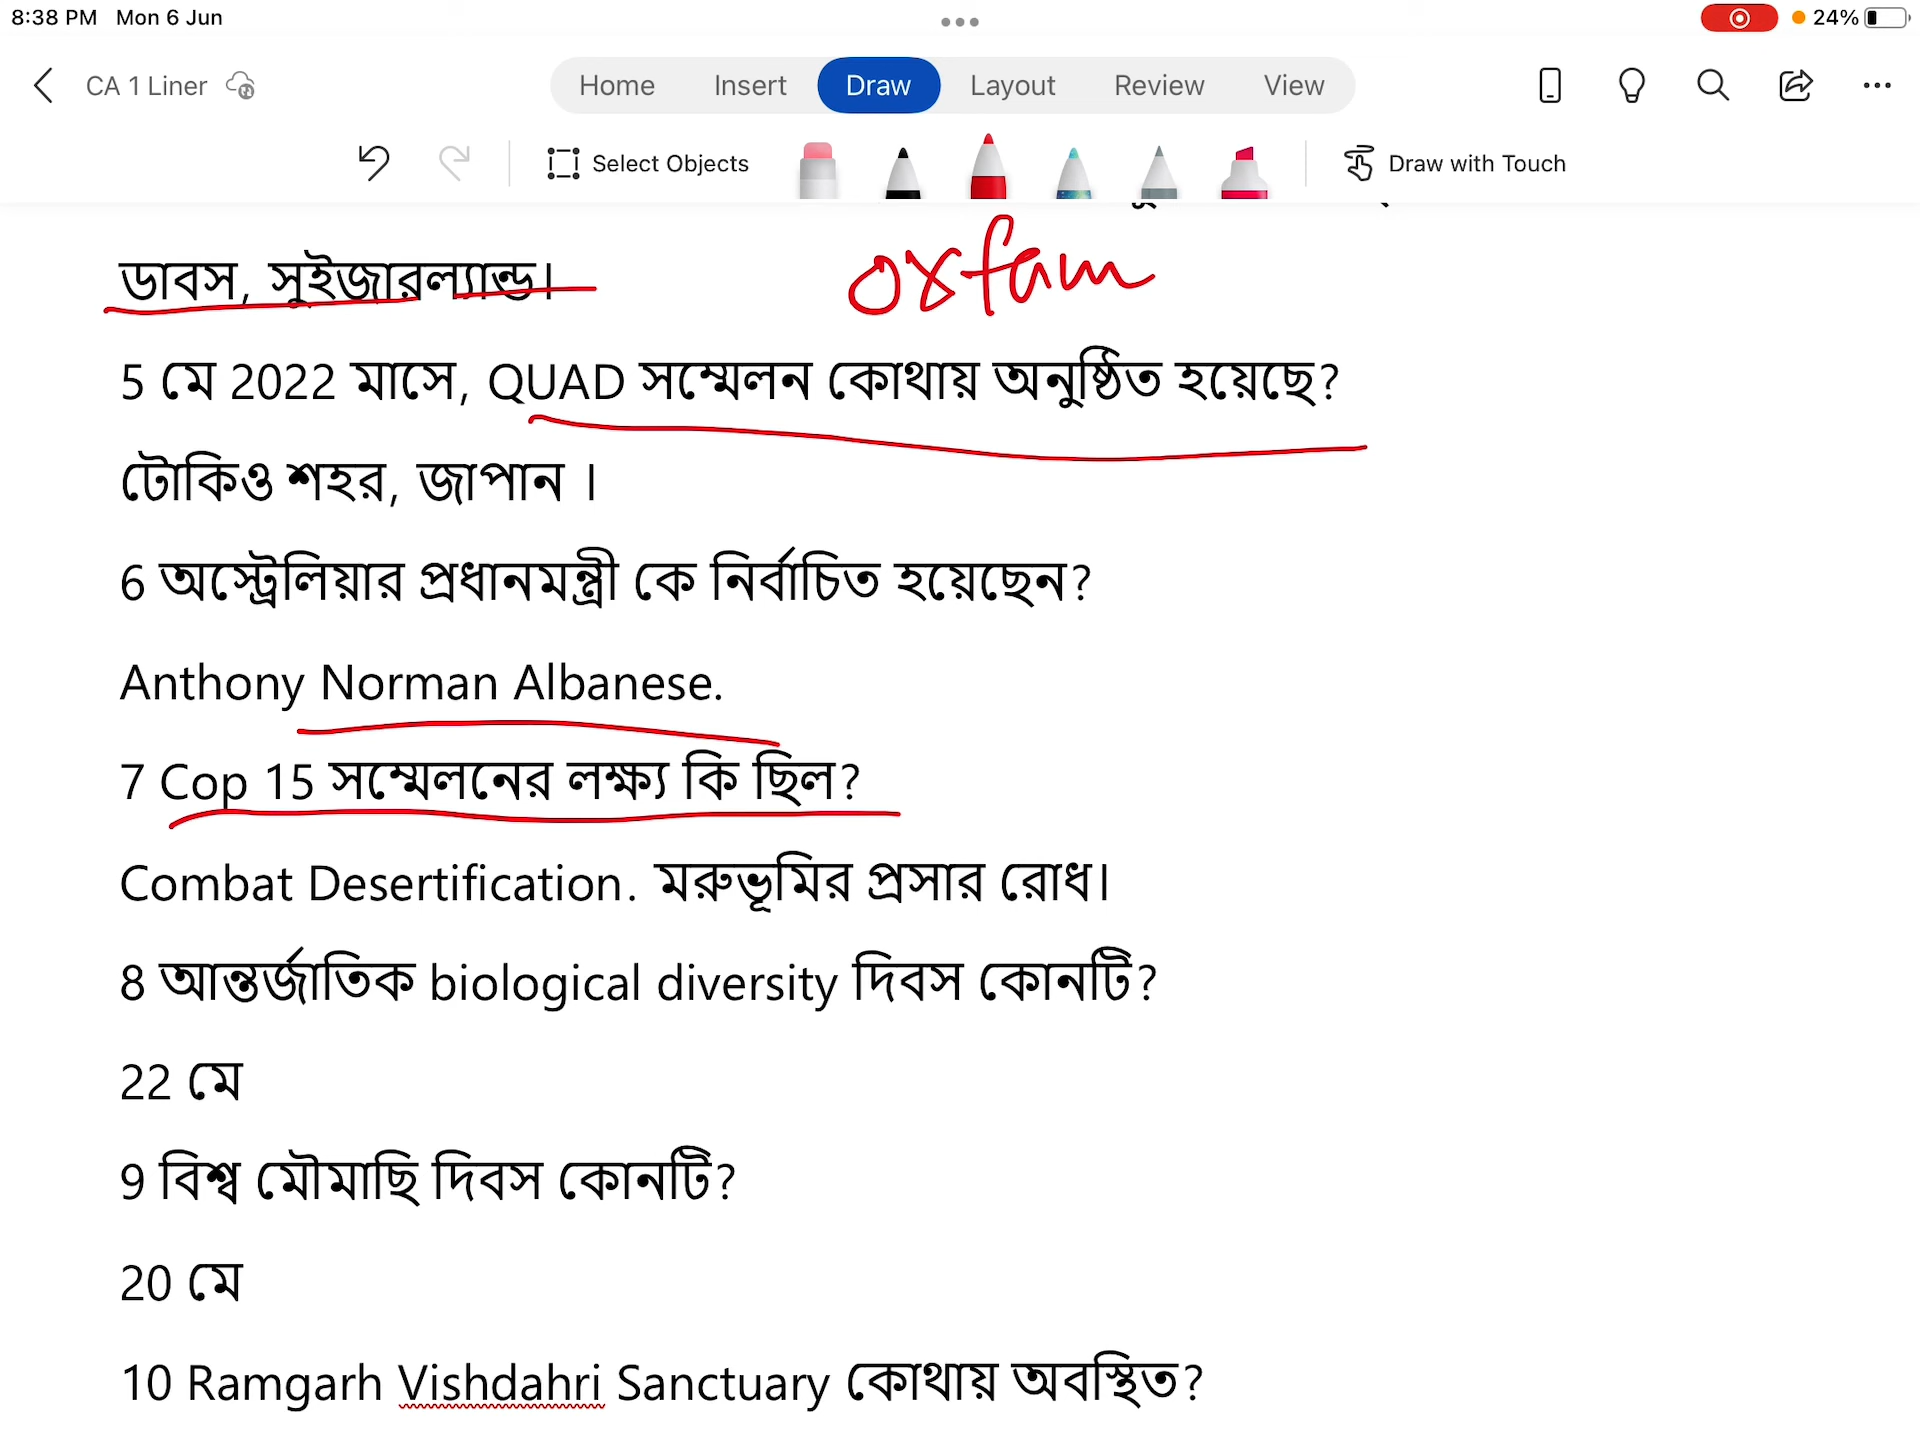 8:38 PM Mon 6 Jun
24%
CA 1 Liner
Home Insert Draw Layout Review View
Select Objects
Draw with Touch
oxfam
ডাবস, সুইজারল্যান্ড।
5 মে 2022 মাসে, QUAD সম্মেলন কোথায় অনুষ্ঠিত হয়েছে?
টোকিও শহর, জাপান ।
6 অস্ট্রেলিয়ার প্রধানমন্ত্রী কে নির্বাচিত হয়েছেন?
Anthony Norman Albanese.
7 Cop 15 সম্মেলনের লক্ষ্য কি ছিল?
Combat Desertification. মরুভূমির প্রসার রোধ।
8 আন্তর্জাতিক biological diversity দিবস কোনটি?
22 মে
9 বিশ্ব মৌমাছি দিবস কোনটি?
20 মে
10 Ramgarh Vishdahri Sanctuary কোথায় অবস্থিত?